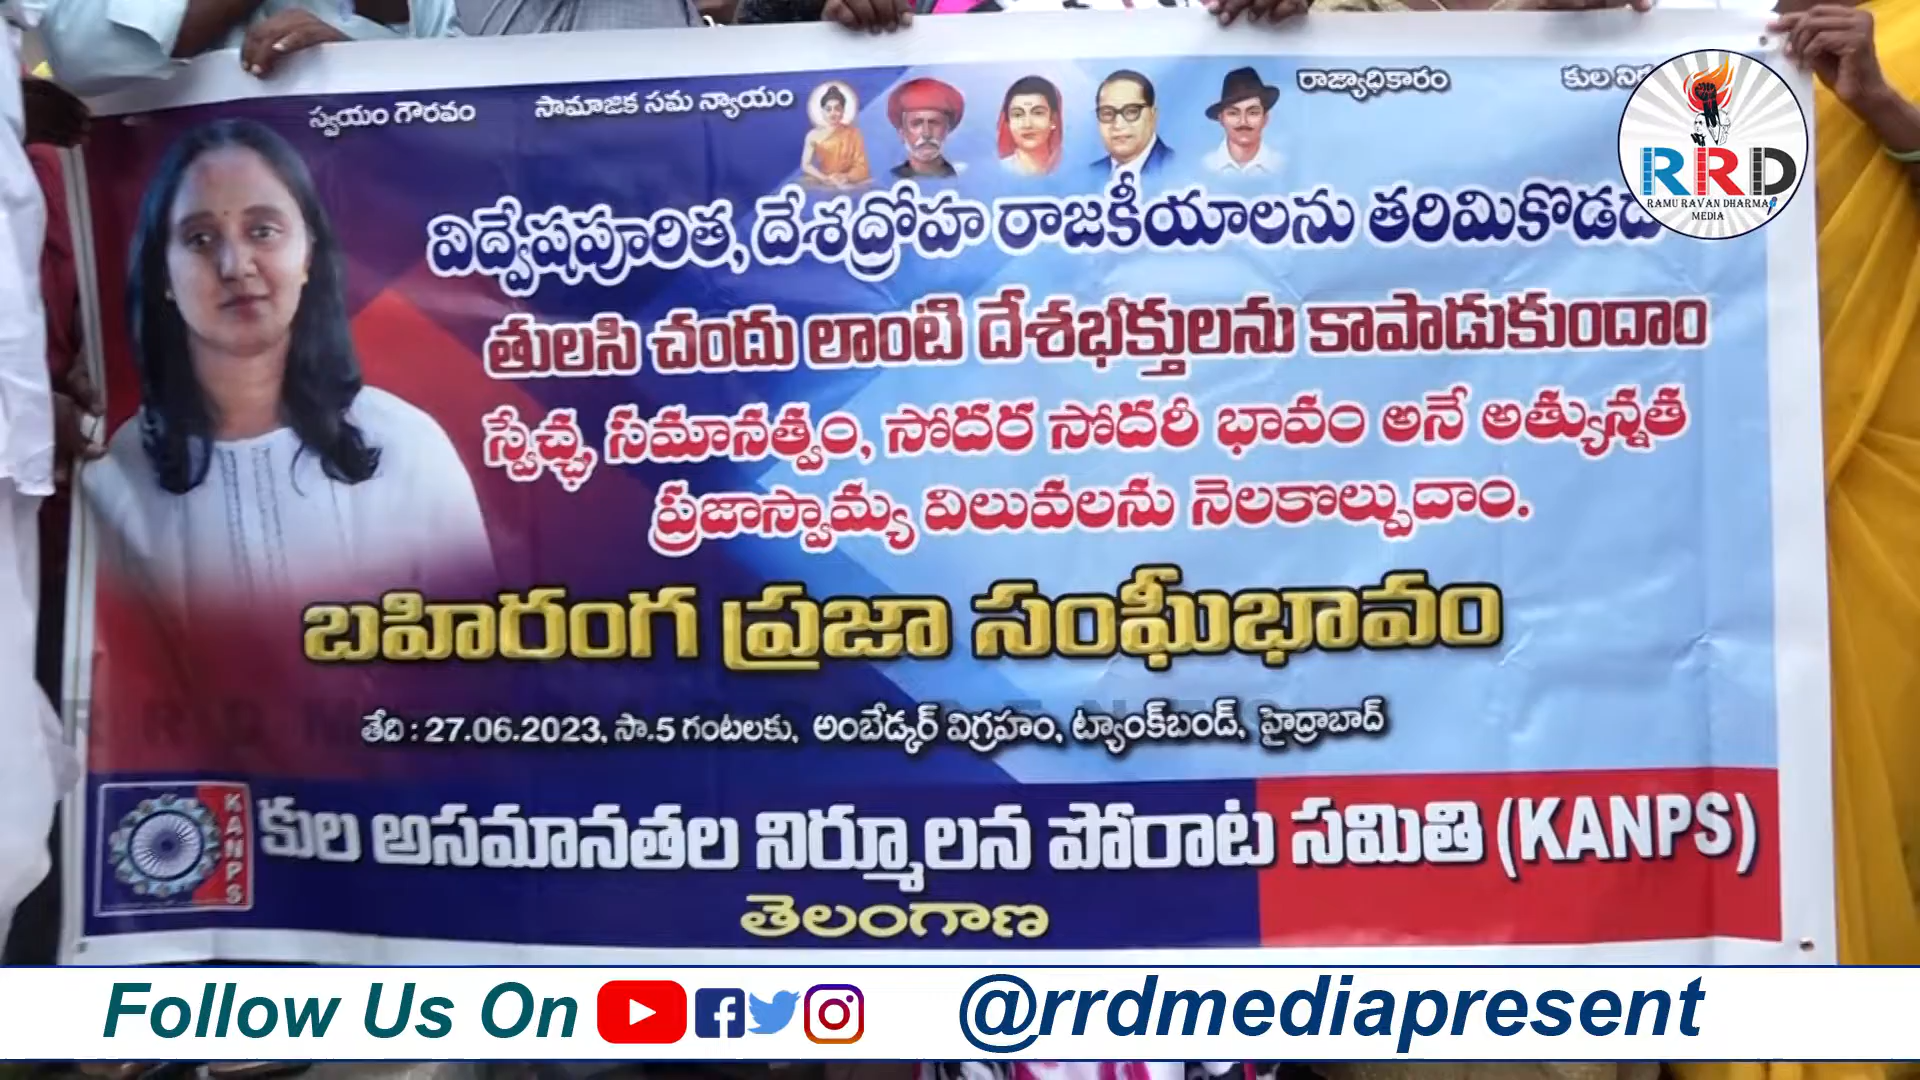 స్వయం గౌరవం సామాజిక సమ న్యాయం రాజ్యాధికారం కుల
RRD
RAMU RAVAN DHARMA
MEDIA
విద్వేషపూరిత, దేశద్రోహ రాజకీయాలను
తులసి చందు లాంటి దేశభక్తులను కాపాడుకుందాం
స్వేచ్ఛ, సమానత్వం, సోదర సోదరీ భావం అనే అత్యున్నత
ప్రజాస్వామ్య విలువలను నెలకొల్పుదాం.
బహిరంగ ప్రజా సంఘీభావం
తేది : 27.06.2023, సా.5 గంటలకు, అంబేడ్కర్ విగ్రహం, ట్యాంక్‌బండ్, హైద్రాబాద్
KANPS
కుల అసమానతల నిర్మూలన పోరాట సమితి (KANPS)
తెలంగాణ
Follow Us On @rrdmediapresent